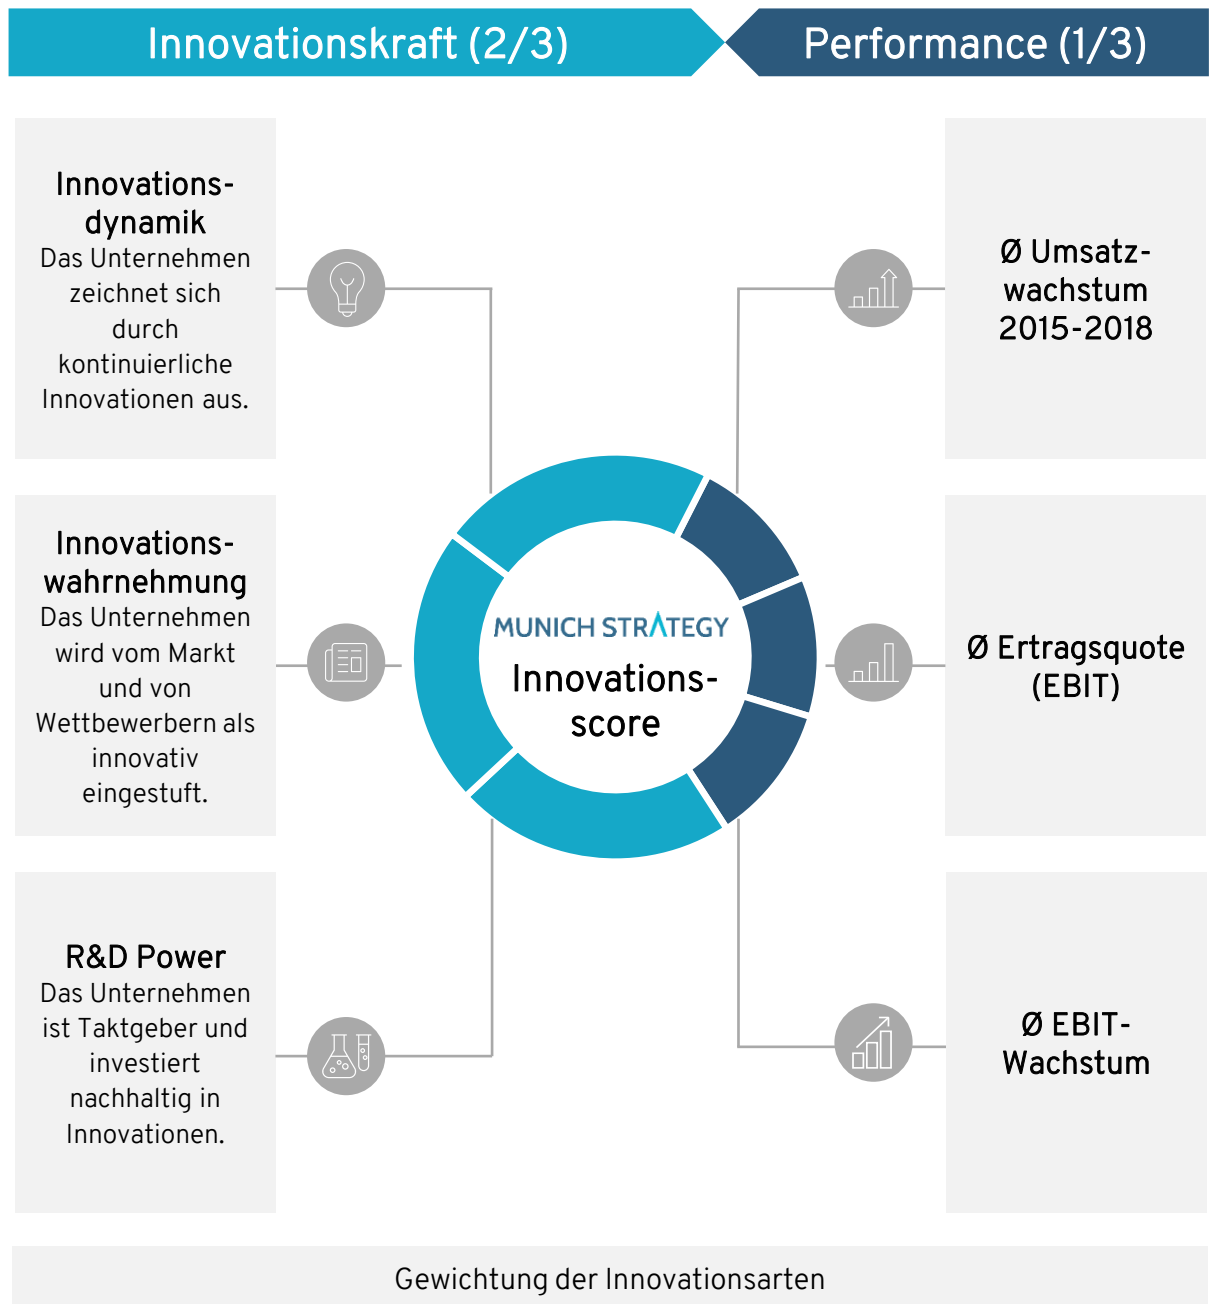 Innovationskraft (2/3)
Performance (1/3)
Innovations-
dynamik
Das Unternehmen
zeichnet sich
durch
kontinuierliche
Innovationen aus.
Innovations-
wahrnehmung
Das Unternehmen
wird vom Markt
und von
Wettbewerbern als
innovativ
eingestuft.
R&D Power
Das Unternehmen
ist Taktgeber und
investiert
nachhaltig in
Innovationen.
MUNICH STRATEGY
Innovations-
score
Ø Umsatz-
wachstum
2015-2018
Ø Ertragsquote
(EBIT)
Ø EBIT-
Wachstum
Gewichtung der Innovationsarten